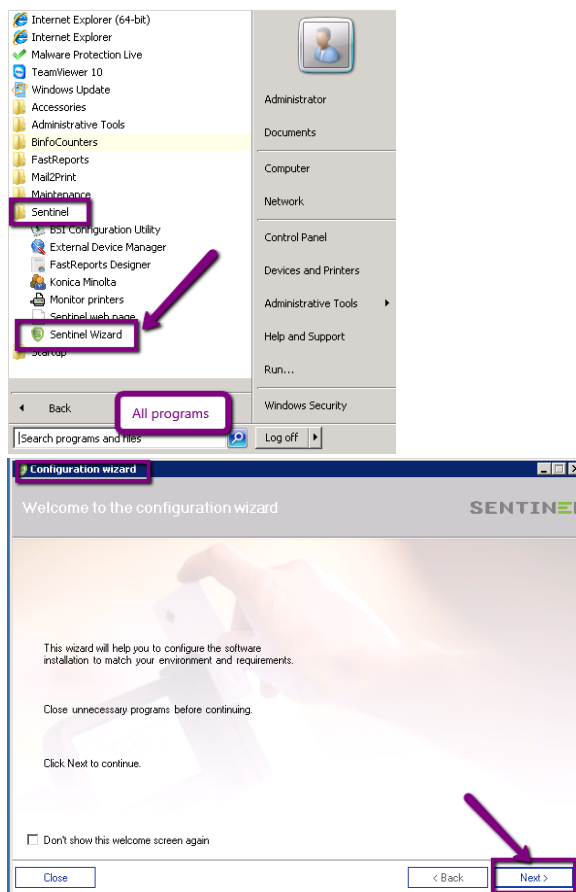 Internet Explorer (64-bit)
Internet Explorer
Malware Protection Live
TeamViewer 10
Windows Update
Accessories
Administrative Tools
BinfoCounters
FastReports
Mail2Print
Maintenance
Sentinel
BSI Configuration Utility
External Device Manager
FastReports Designer
Konica Minolta
Monitor printers
Sentinel web page
Sentinel Wizard
Startup
Back
All programs
Search programs and files
Administrator
Documents
Computer
Network
Control Panel
Devices and Printers
Administrative Tools
Help and Support
Run...
Windows Security
Log off
Configuration wizard
Welcome to the configuration wizard
SENTINEL
This wizard will help you to configure the software
installation to match your environment and requirements.
Close unnecessary programs before continuing.
Click Next to continue.
Don't show this welcome screen again
Close
< Back
Next >